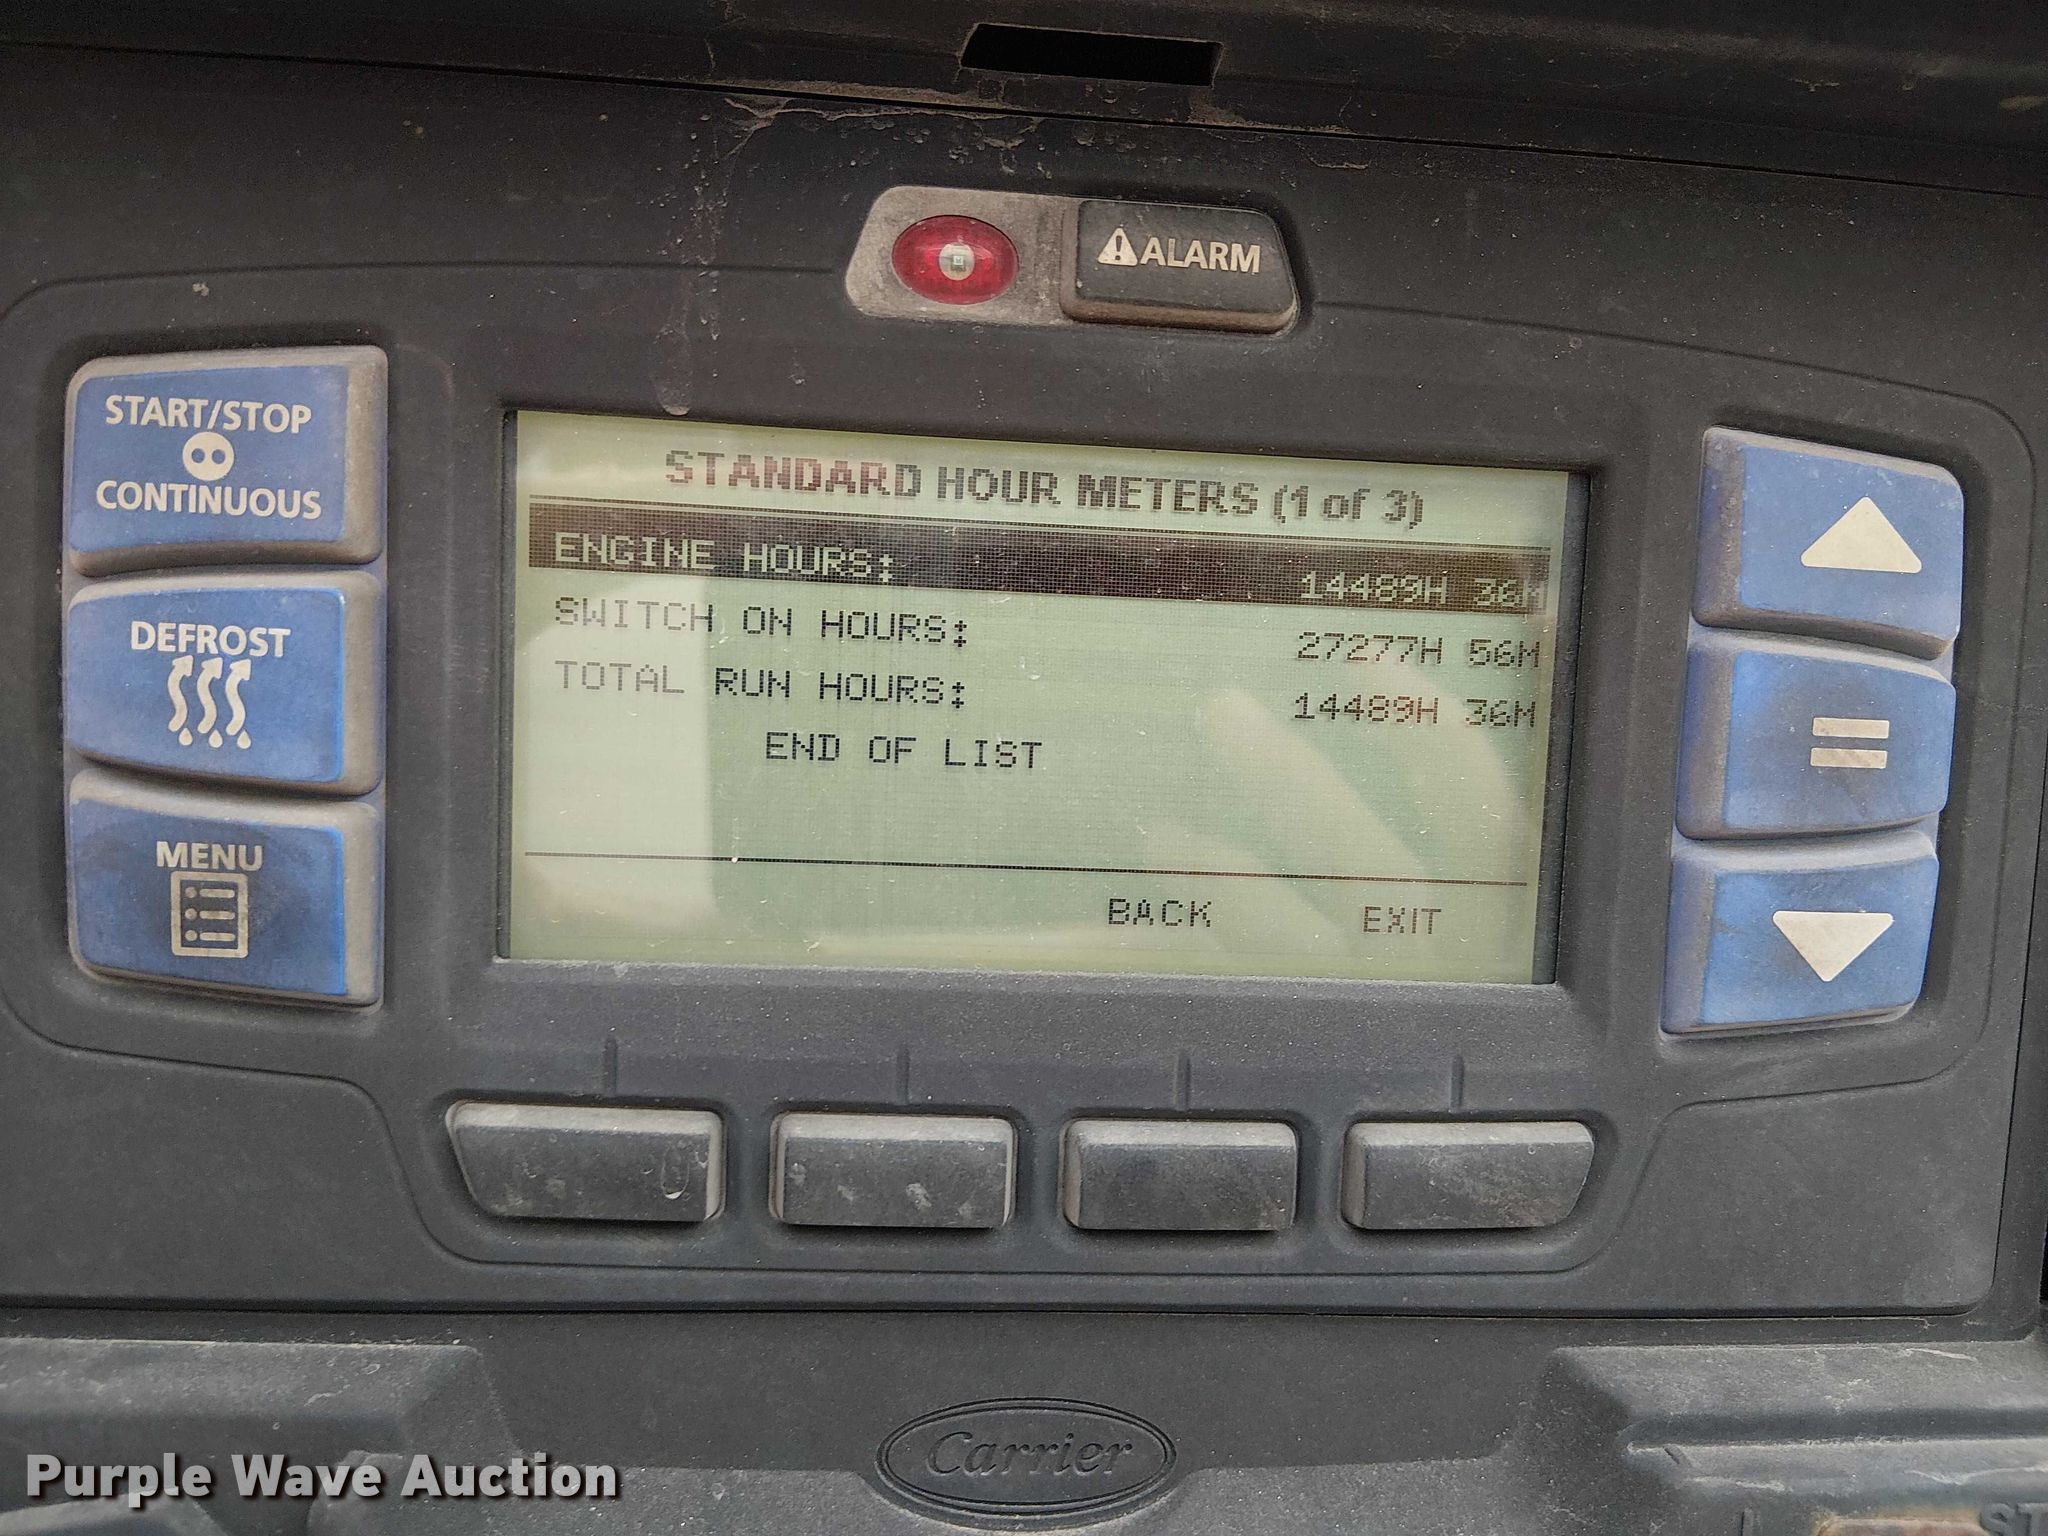 ALARM
START/STOP
CONTINUOUS
DEFROST
MENU
STANDARD HOUR METERS (1 of 3)
ENGINE HOURS: 14489H 36M
SWITCH ON HOURS: 27277H 56M
TOTAL RUN HOURS: 14489H 36M
END OF LIST
BACK EXIT
Carrier
Purple Wave Auction